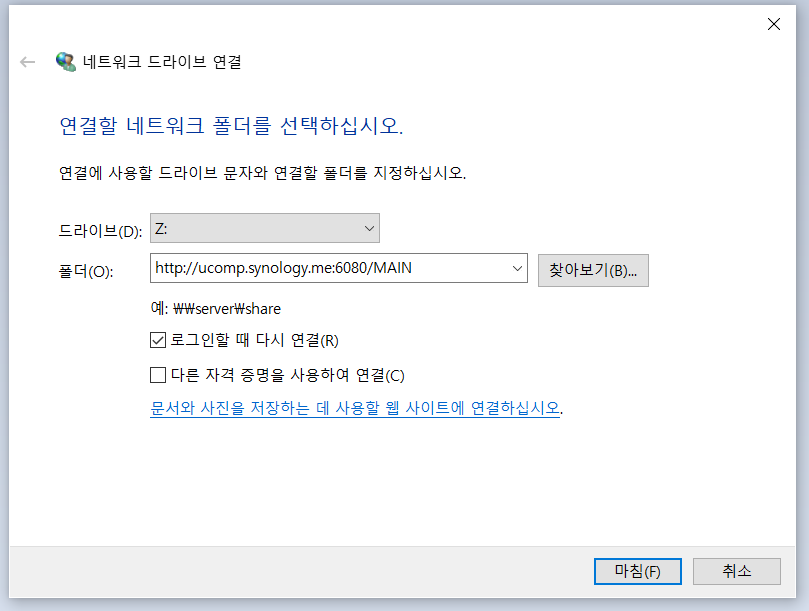 네트워크 드라이브 연결
연결할 네트워크 폴더를 선택하십시오.
연결에 사용할 드라이브 문자와 연결할 폴더를 지정하십시오.
드라이브(D): Z:
폴더(O): http://ucomp.synology.me:6080/MAIN 찾아보기(B)...
예: ₩₩server₩share
로그인할 때 다시 연결(R)
다른 자격 증명을 사용하여 연결(C)
문서와 사진을 저장하는 데 사용할 웹 사이트에 연결하십시오.
마침(F) 취소